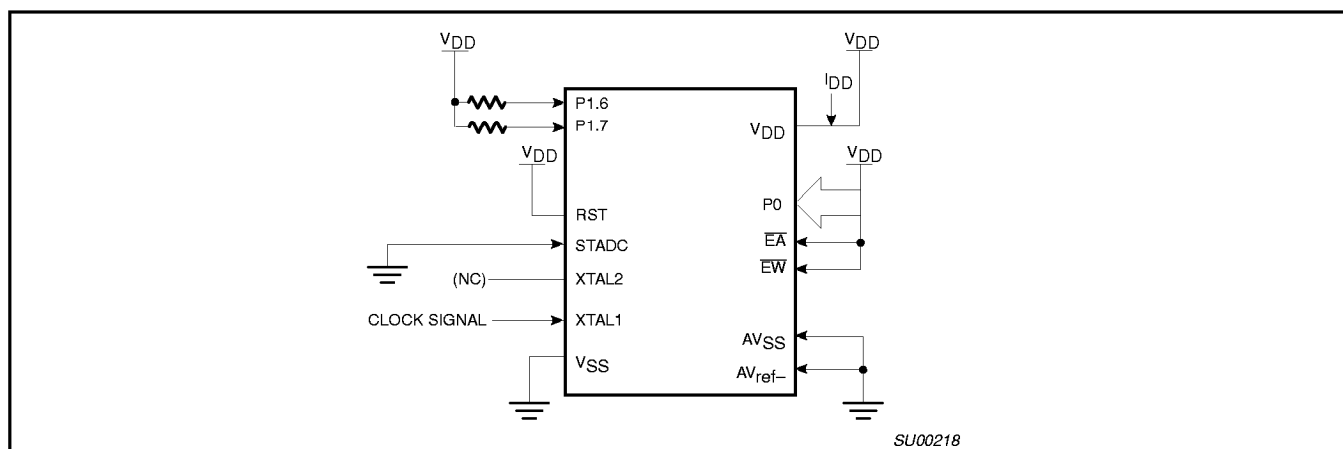 VDD
P1.6
P1.7
VDD
RST
STADC
(NC)
XTAL2
CLOCK SIGNAL
XTAL1
VSS
VDD
IDD
VDD
VDD
P0
EA
EW
AVSS
AVref–
SU00218